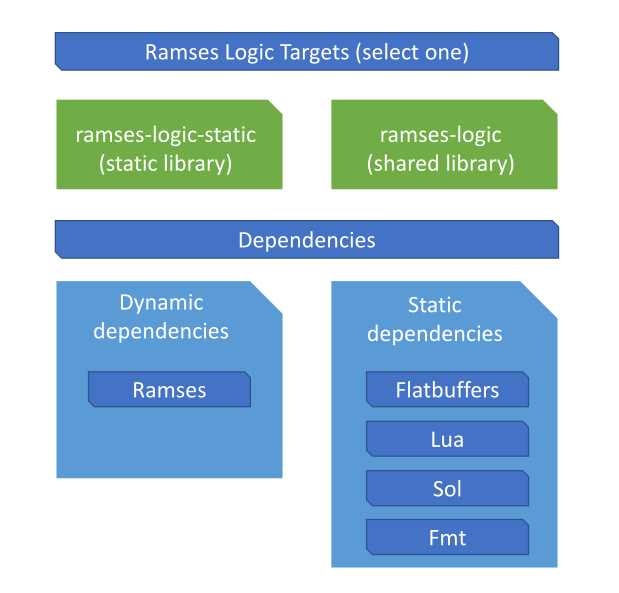 Ramses Logic Targets (select one)
ramses-logic-static
(static library)
ramses-logic
(shared library)
Dependencies
Dynamic
dependencies
Ramses
Static
dependencies
Flatbuffers
Lua
Sol
Fmt